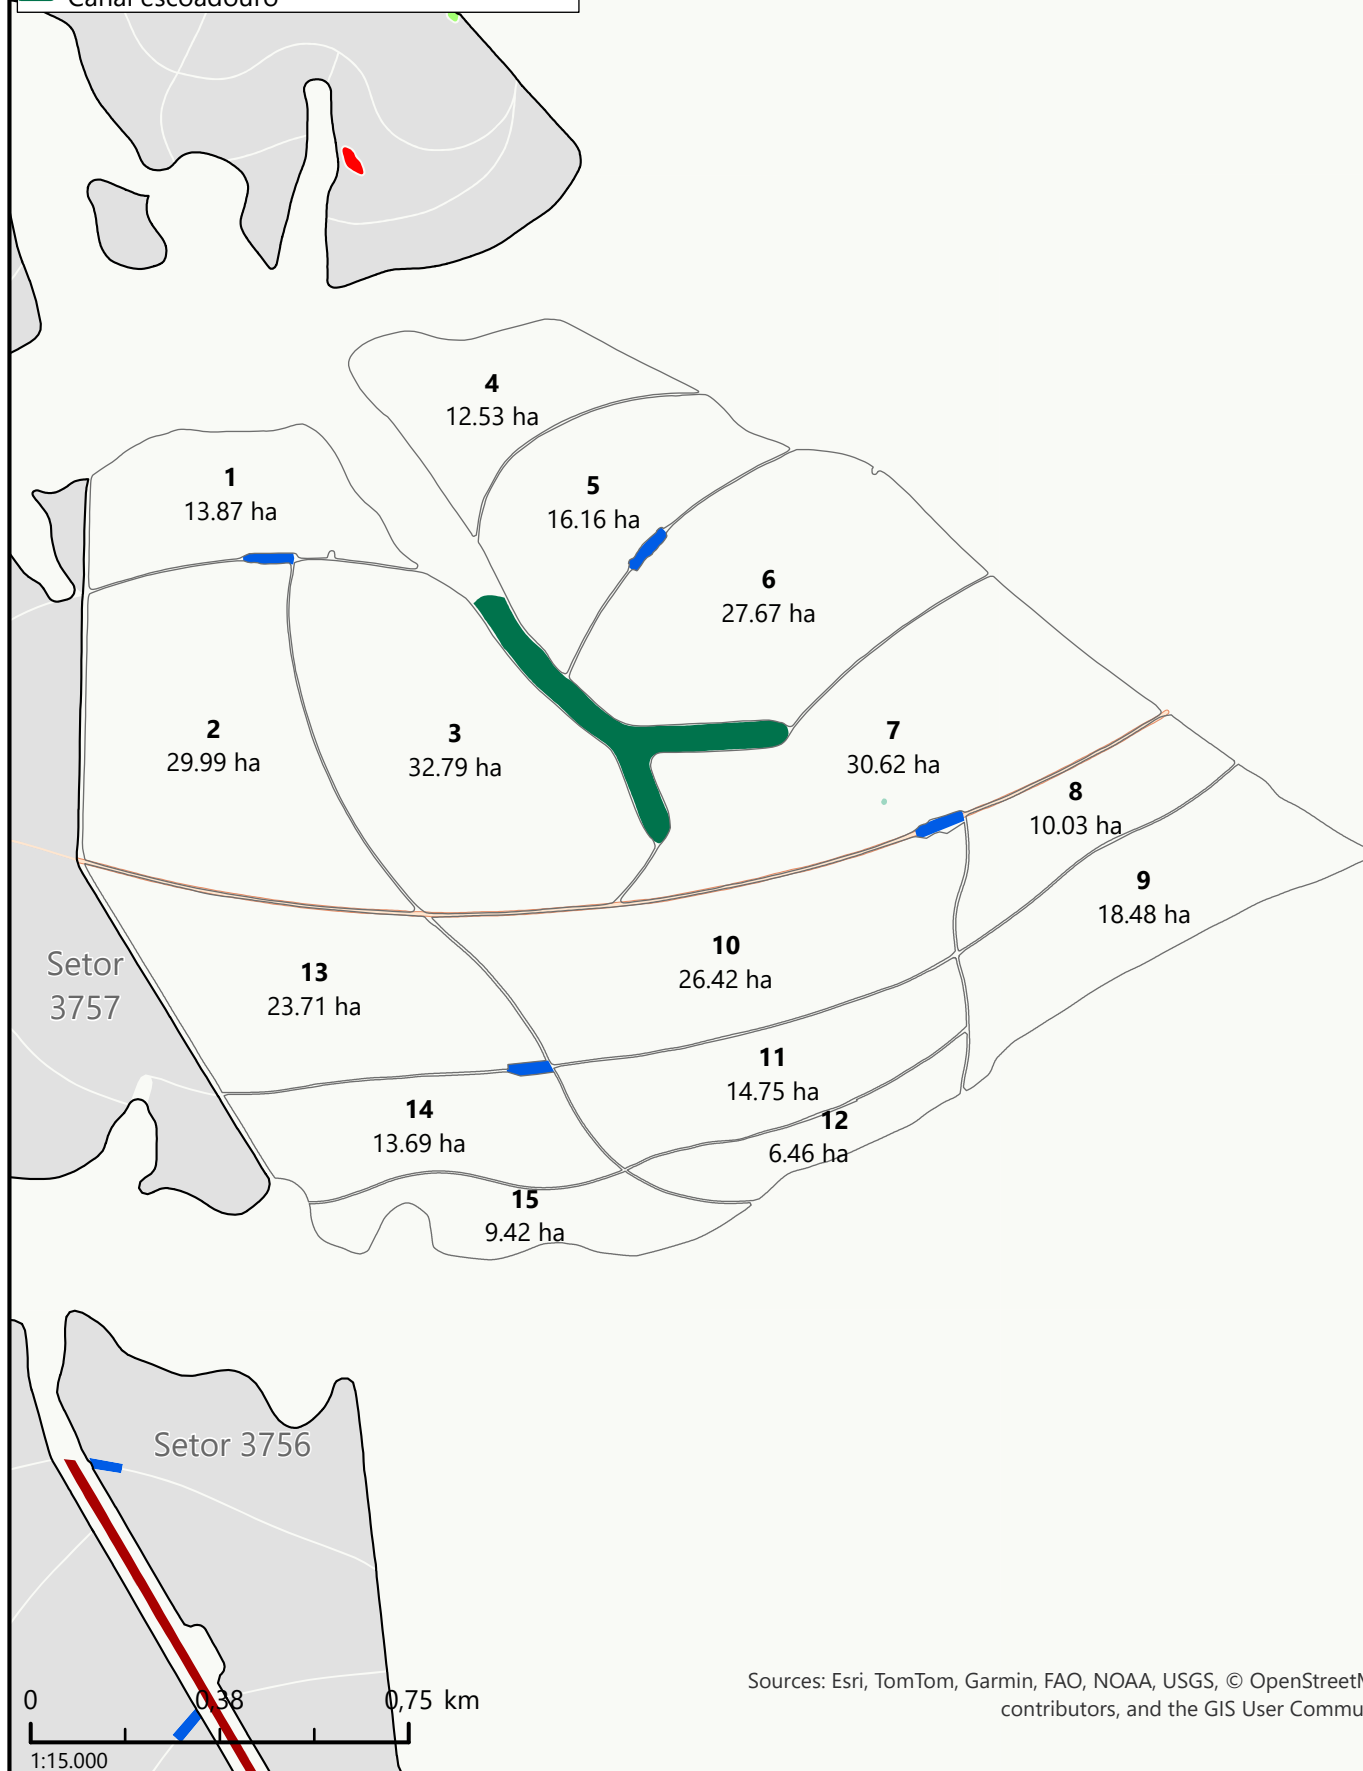 Canal escoadouro
4
12.53 ha
1
13.87 ha
5
16.16 ha
6
27.67 ha
2
29.99 ha
3
32.79 ha
7
30.62 ha
8
10.03 ha
9
18.48 ha
10
26.42 ha
Setor
3757
13
23.71 ha
11
14.75 ha
14
13.69 ha
12
6.46 ha
15
9.42 ha
Setor 3756
Sources: Esri, TomTom, Garmin, FAO, NOAA, USGS, © OpenStreetM
contributors, and the GIS User Commu
0 0,38 0,75 km
1:15.000